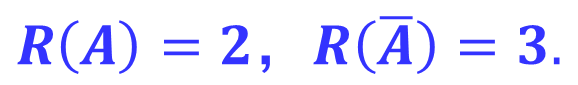 R(A) = 2, R(A̅) = 3.